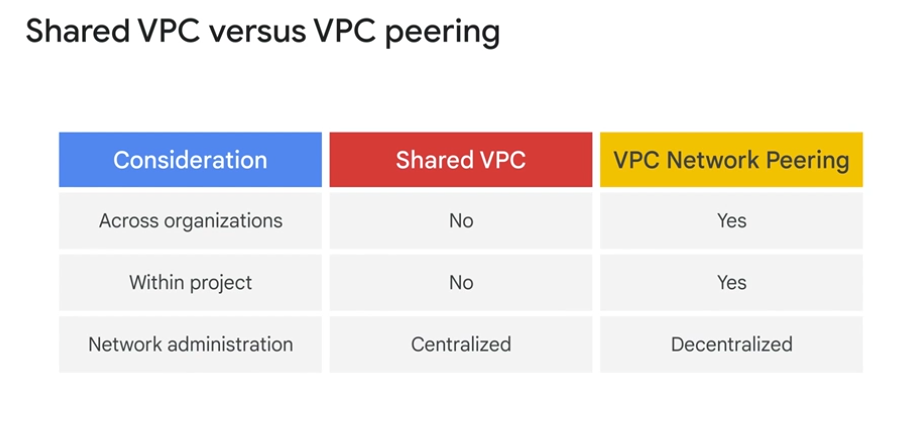 Shared VPC versus VPC peering
Consideration Shared VPC VPC Network Peering
Across organizations No Yes
Within project No Yes
Network administration Centralized Decentralized